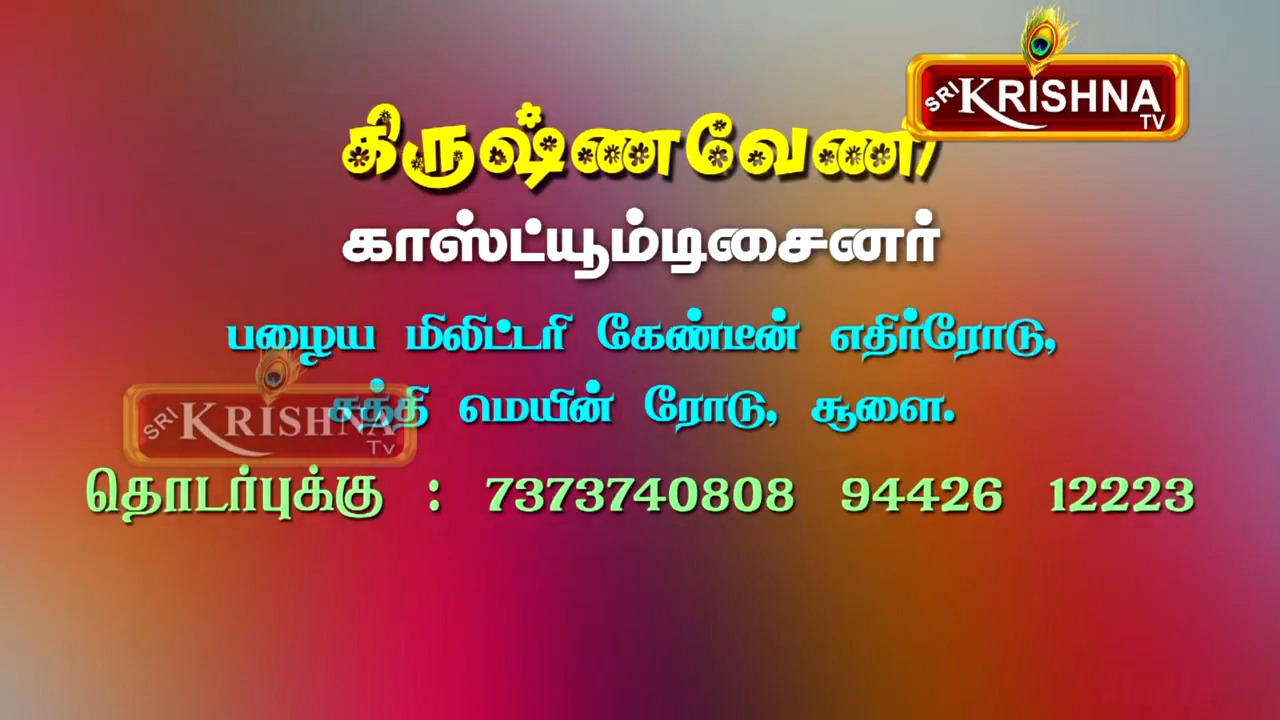 SRI KRISHNA TV
கிருஷ்ணவேணி
காஸ்ட்யூம்டிசைனர்
பழைய மிலிட்டரி கேண்டீன் எதிர்ரோடு,
சத்தி மெயின் ரோடு, சூளை.
SRI KRISHNA TV
தொடர்புக்கு : 7373740808 94426 12223